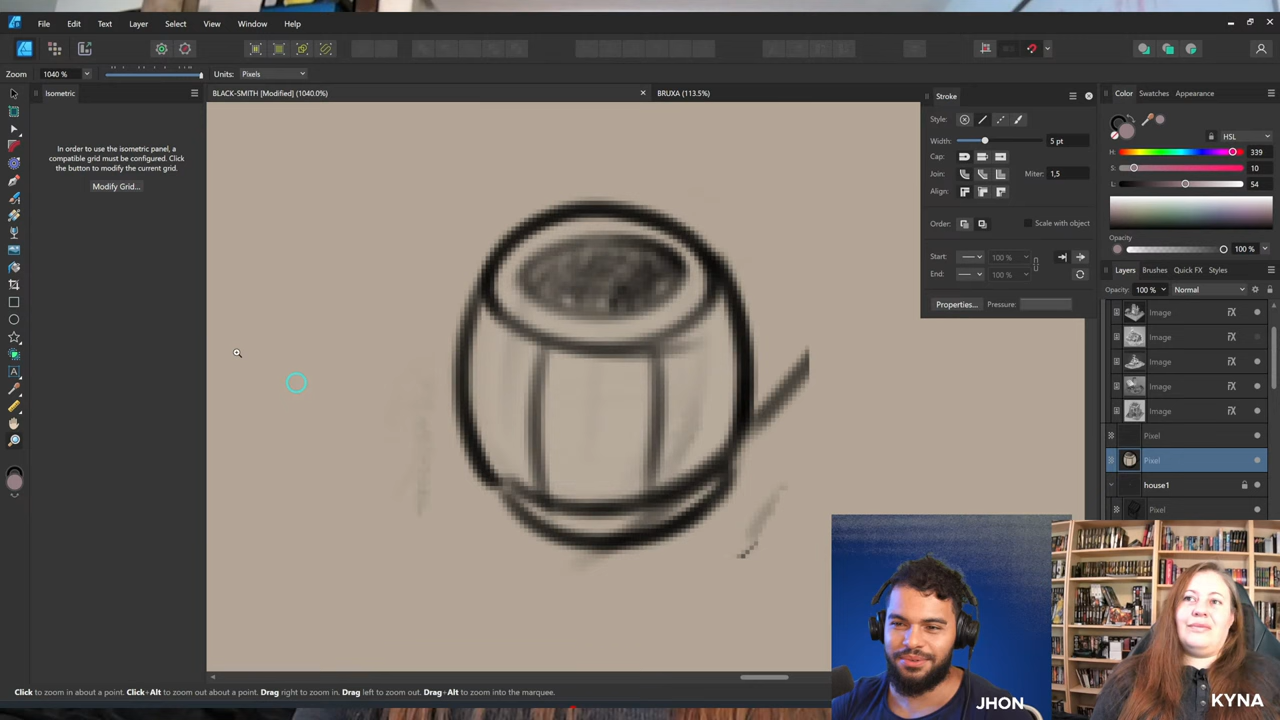 File Edit Text Layer Select View Window Help
Zoom 1040 % Units: Pixels
Isometric
BLACK-SMITH [Modified] (1040.0%)
BRUXA (113.5%)
In order to use the isometric panel, a
compatible grid must be configured. Click
the button to modify the current grid.
Modify Grid...
Stroke
Style:
Width: 5 pt
Cap:
Join: Miter: 1,5
Align:
Order: Scale with object
Start: 100 %
End: 100 %
Properties... Pressure:
Color Swatches Appearance
HSL
H: 339
S: 10
L: 54
Opacity
100 %
Layers Brushes Quick FX Styles
Opacity: 100 % Normal
Image
Image
Image
Image
Image
Pixel
Pixel
house1
Pixel
Click to zoom in about a point. Click+Alt to zoom out about a point. Drag right to zoom in, Drag left to zoom out. Drag+Alt to zoom into the marquee.
JHON
KYNA